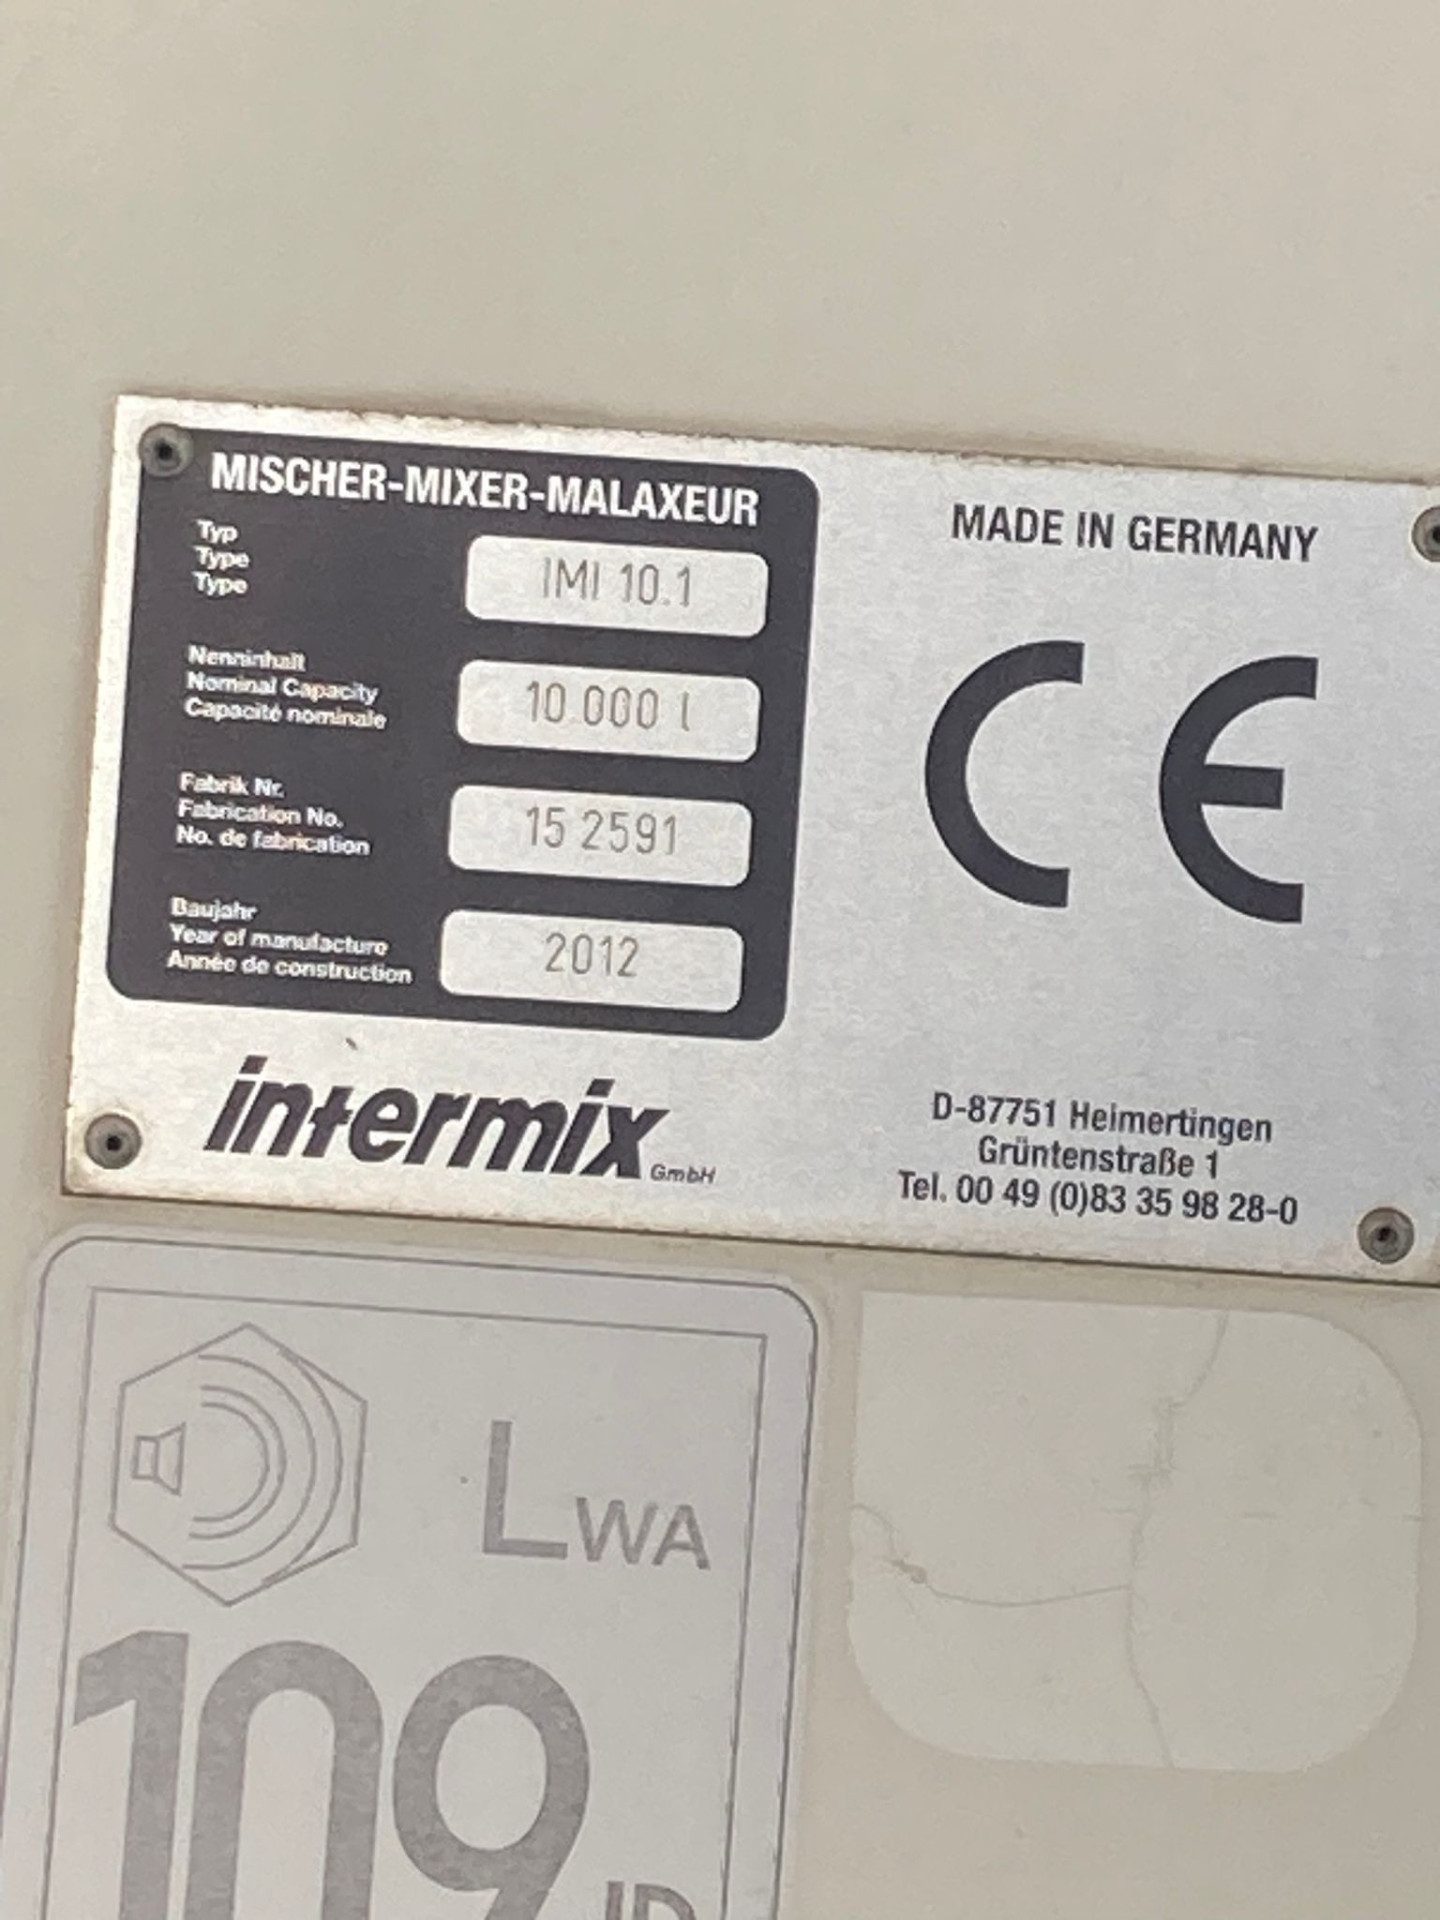 MISCHER-MIXER-MALAXEUR
Typ
Type
Type
IMI 10.1
Nenninhalt
Nominal Capacity
Capacité nominale
10 000 l
Fabrik Nr.
Fabrication No.
No. de fabrication
15 2591
Baujahr
Year of manufacture
Année de construction
2012
intermix GmbH
MADE IN GERMANY
CE
D-87751 Heimertingen
Grüntenstraße 1
Tel. 00 49 (0)83 35 98 28-0
LWA
109